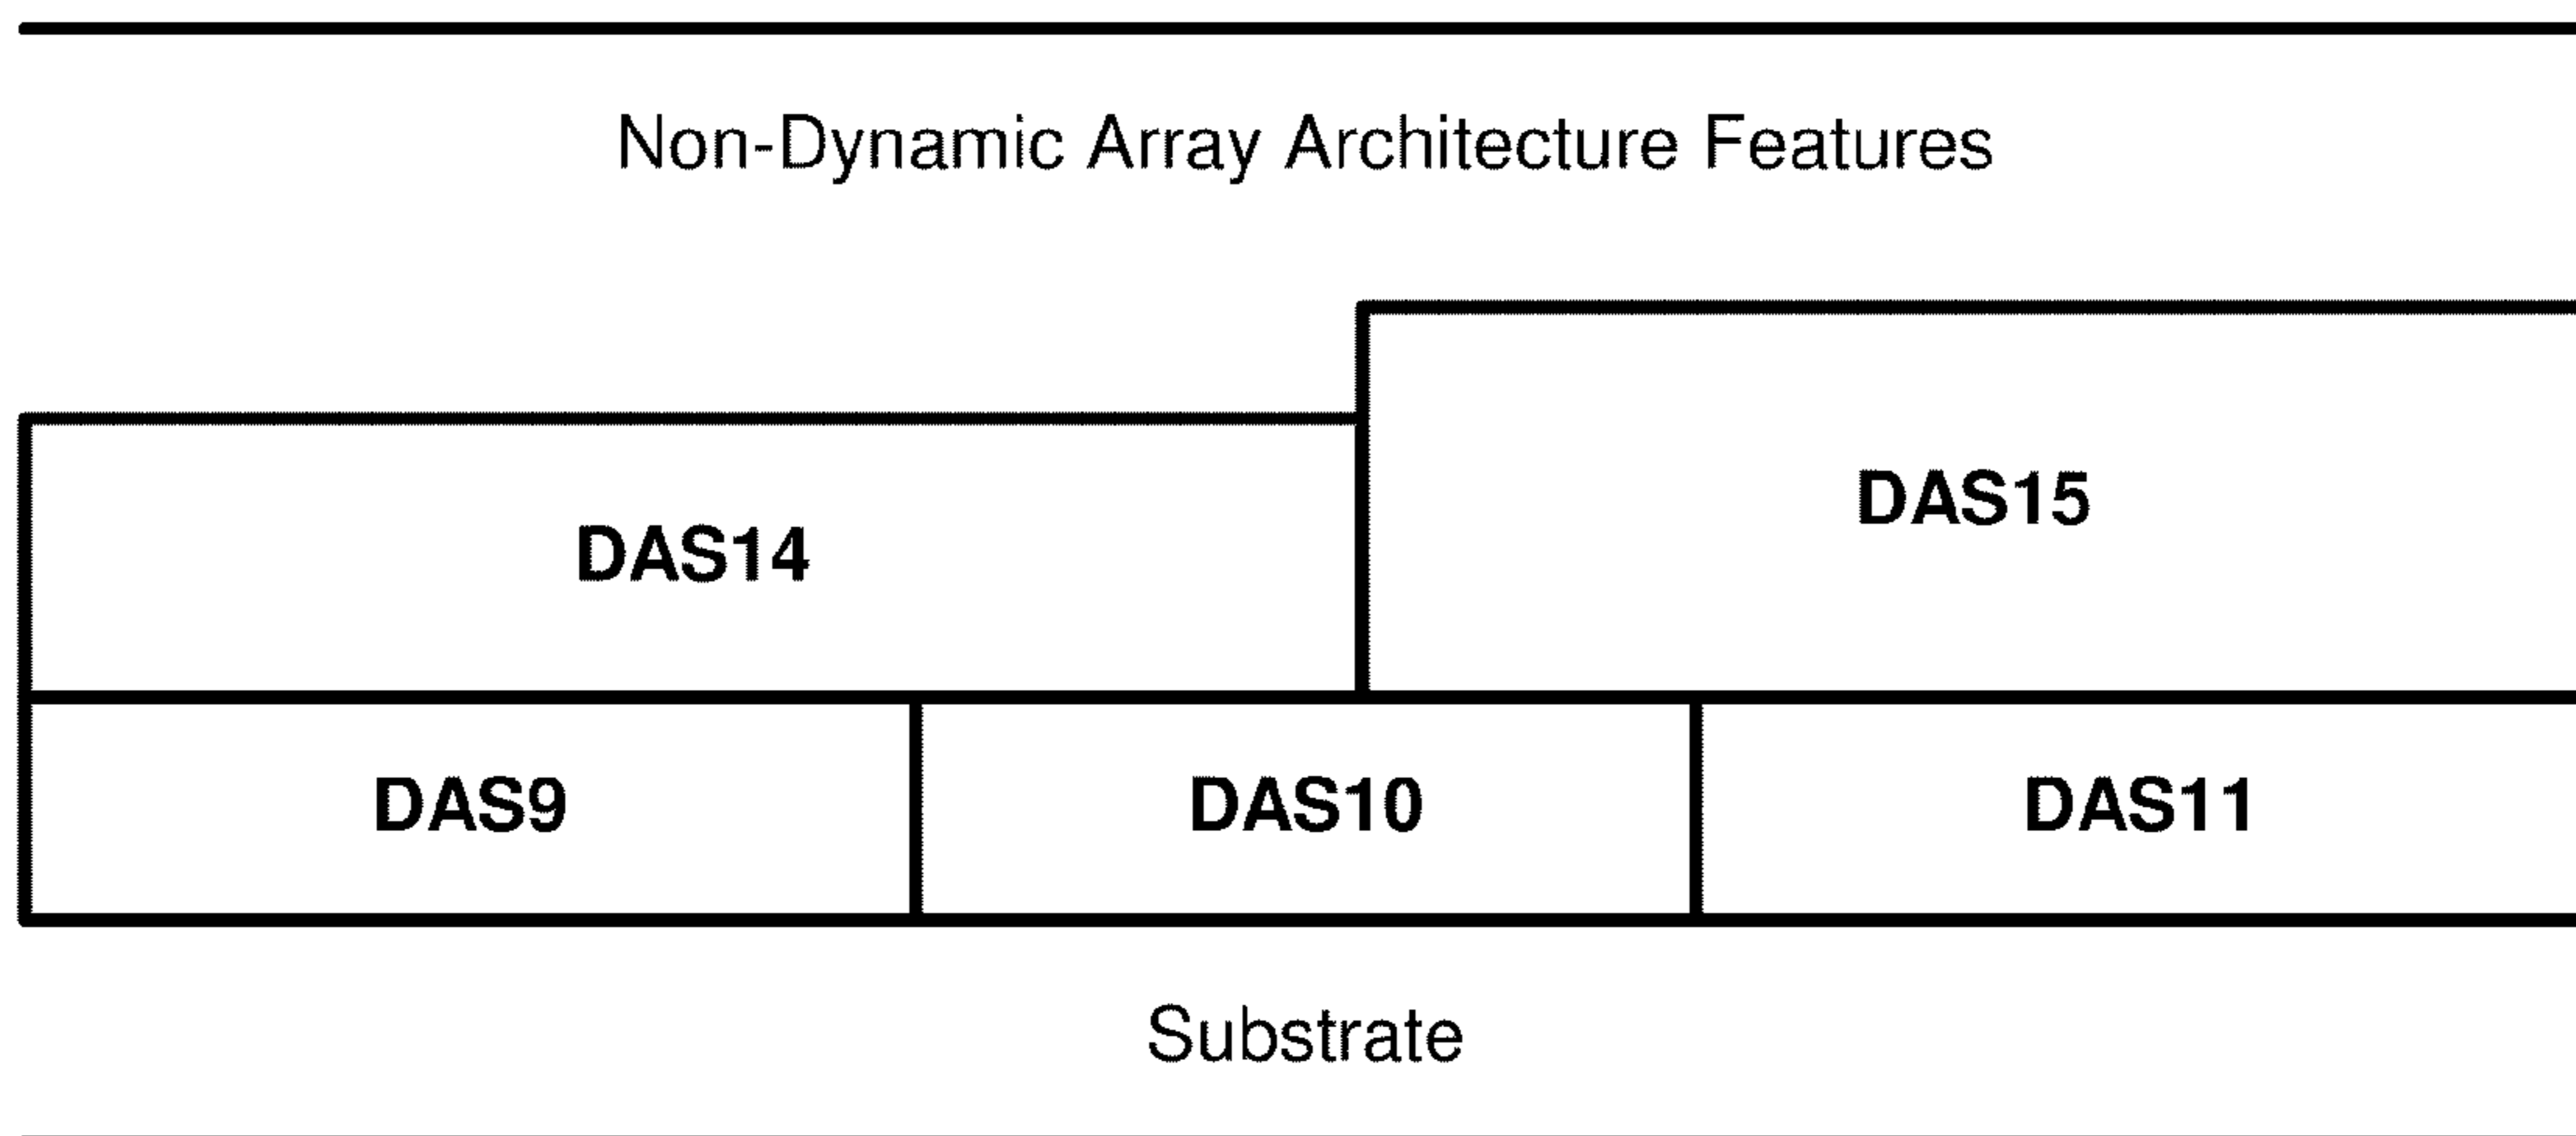 Non-Dynamic Array Architecture Features
DAS15
DAS14
DAS9 DAS10 DAS11
Substrate